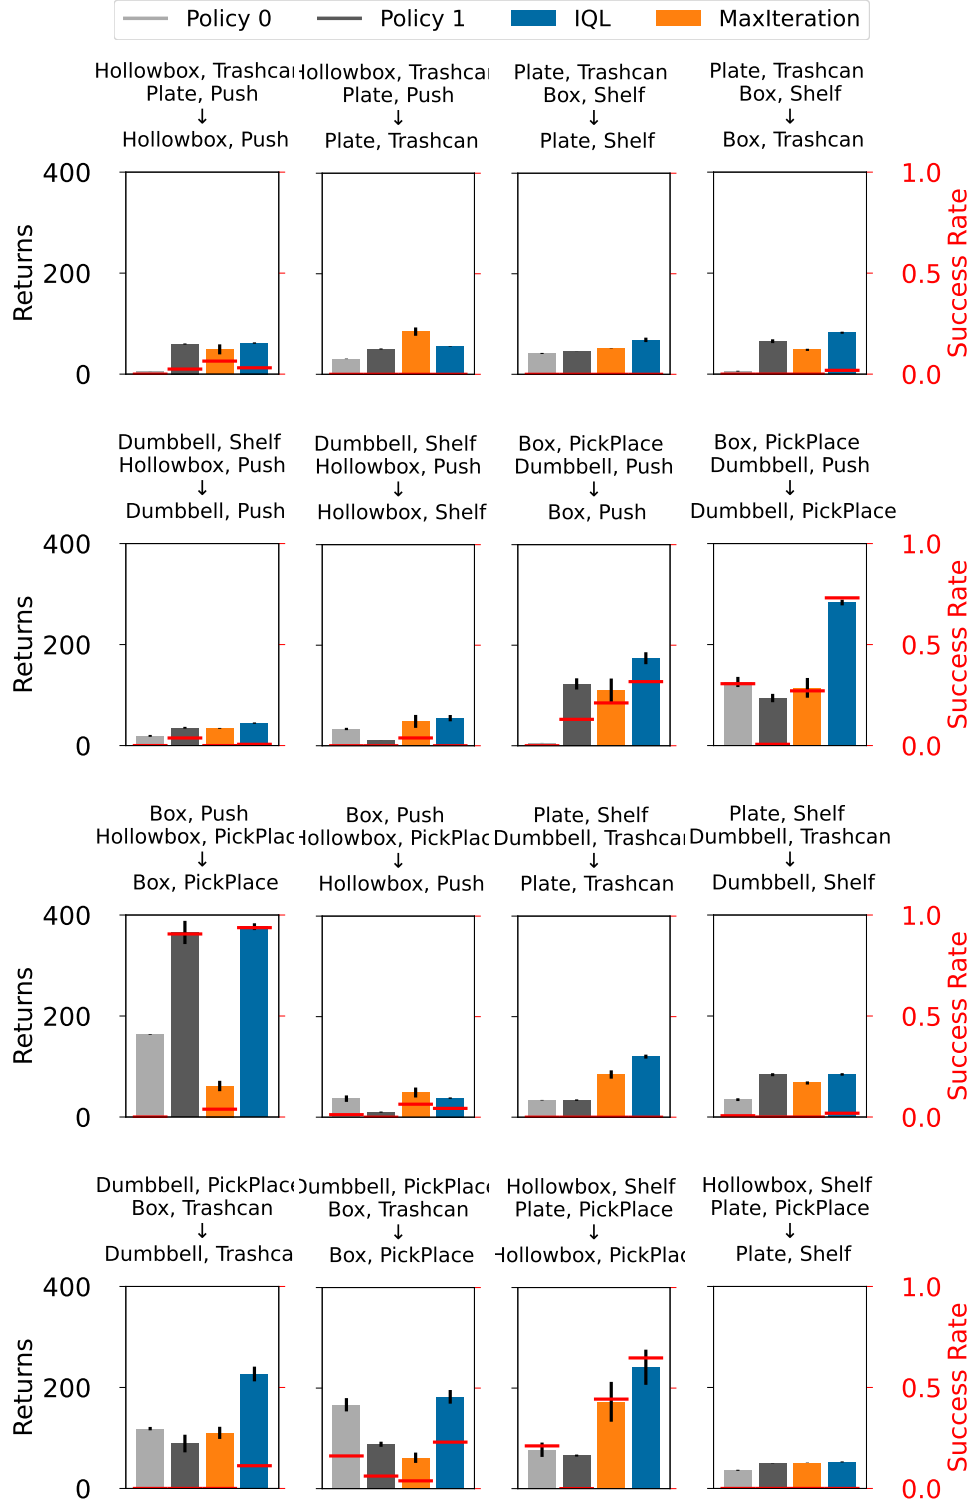 Policy 0 Policy 1 IQL MaxIteration
Hollowbox, Trashcan Hollowbox, Trashcan Plate, Trashcan Plate, Trashcan
Plate, Push Plate, Push Box, Shelf Box, Shelf
↓ ↓ ↓ ↓
Hollowbox, Push Plate, Trashcan Plate, Shelf Box, Trashcan
400 1.0
200 0.5
0 0.0
Returns Success Rate
Dumbbell, Shelf Dumbbell, Shelf Box, PickPlace Box, PickPlace
Hollowbox, Push Hollowbox, Push Dumbbell, Push Dumbbell, Push
↓ ↓ ↓ ↓
Dumbbell, Push Hollowbox, Shelf Box, Push Dumbbell, PickPlace
400 1.0
200 0.5
0 0.0
Returns Success Rate
Box, Push Box, Push Plate, Shelf Plate, Shelf
Hollowbox, PickPlac Hollowbox, PickPlac Dumbbell, Trashcan Dumbbell, Trashcan
↓ ↓ ↓ ↓
Box, PickPlace Hollowbox, Push Plate, Trashcan Dumbbell, Shelf
400 1.0
200 0.5
0 0.0
Returns Success Rate
Dumbbell, PickPlace Dumbbell, PickPlace Hollowbox, Shelf Hollowbox, Shelf
Box, Trashcan Box, Trashcan Plate, PickPlace Plate, PickPlace
↓ ↓ ↓ ↓
Dumbbell, Trashca Box, PickPlace Hollowbox, PickPlac Plate, Shelf
400 1.0
200 0.5
0 0.0
Returns Success Rate